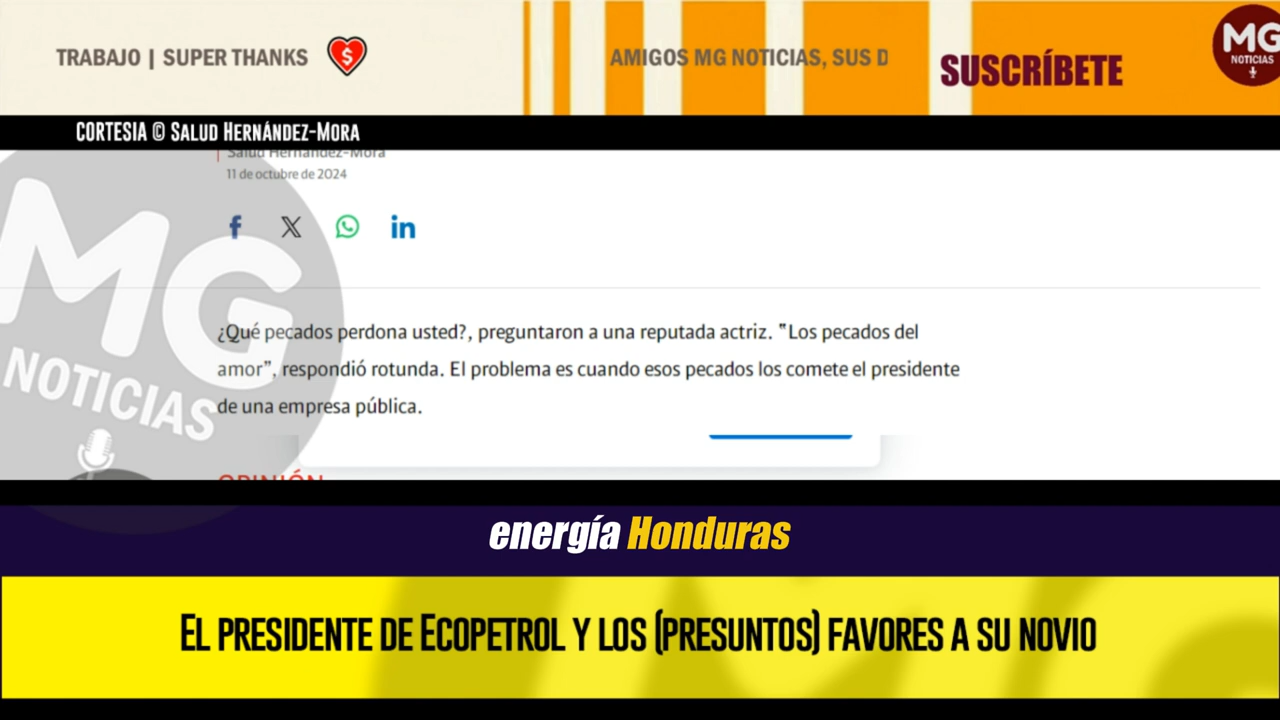 TRABAJO | SUPER THANKS
AMIGOS MG NOTICIAS, SUS D
SUSCRÍBETE
MG
NOTICIAS
CORTESIA © SALUD HERNÁNDEZ-MORA
Salud Hernández-Mora
11 de octubre de 2024
MG
NOTICIAS
¿Qué pecados perdona usted?, preguntaron a una reputada actriz. "Los pecados del
amor”, respondió rotunda. El problema es cuando esos pecados los comete el presidente
de una empresa pública.
OPINIÓN
energía Honduras
EL PRESIDENTE DE ECOPETROL Y LOS (PRESUNTOS) FAVORES A SU NOVIO